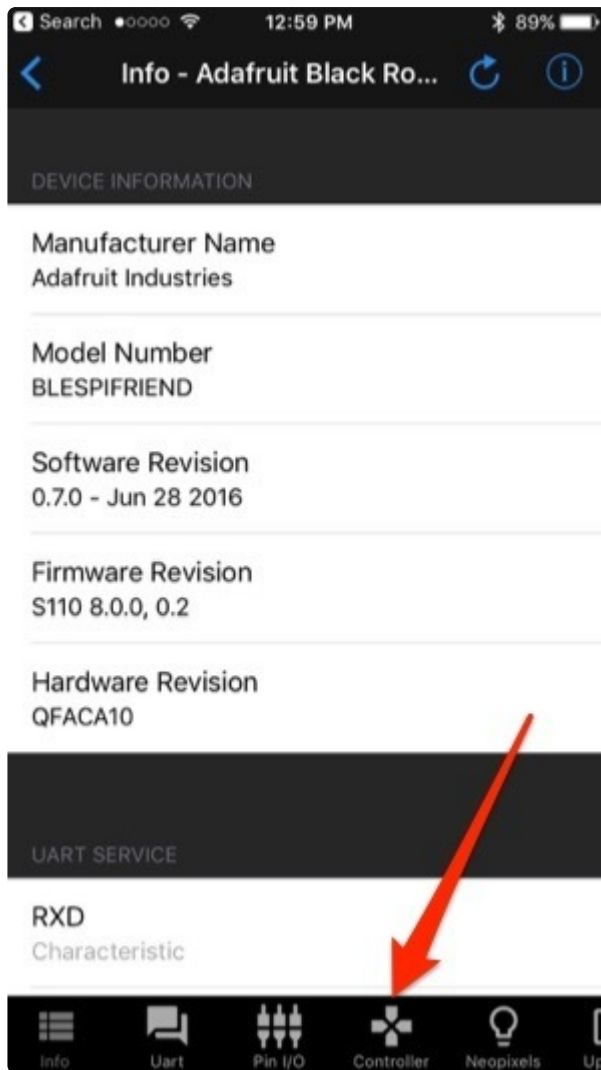 Search 12:59 PM 89%
Info - Adafruit Black Ro...
DEVICE INFORMATION
Manufacturer Name
Adafruit Industries
Model Number
BLESPIFRIEND
Software Revision
0.7.0 - Jun 28 2016
Firmware Revision
S110 8.0.0, 0.2
Hardware Revision
QFACA10
UART SERVICE
RXD
Characteristic
Info Uart Pin I/O Controller Neopixels Up